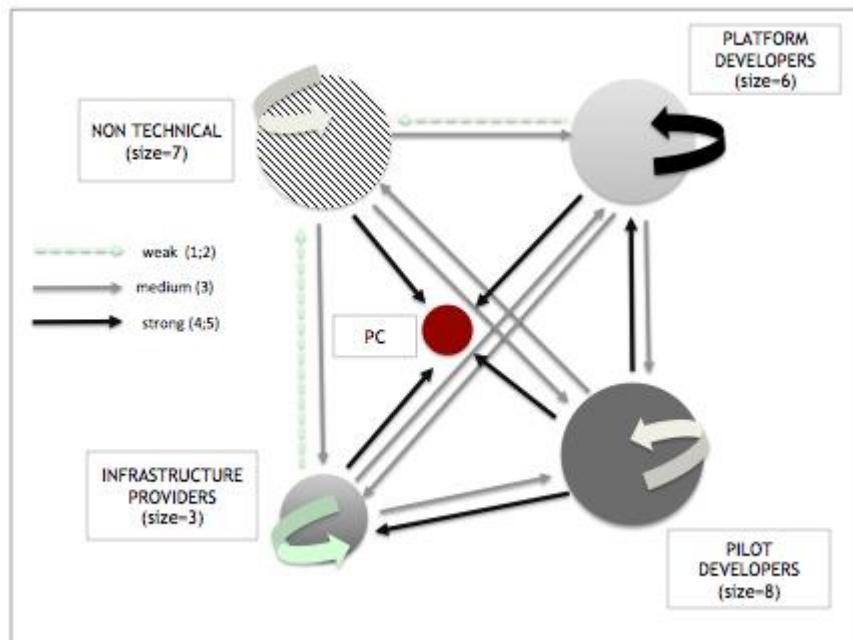 PLATFORM
DEVELOPERS
(size=6)
NON TECHNICAL
(size=7)
weak (1;2)
medium (3)
strong (4;5)
PC
INFRASTRUCTURE
PROVIDERS
(size=3)
PILOT
DEVELOPERS
(size=8)